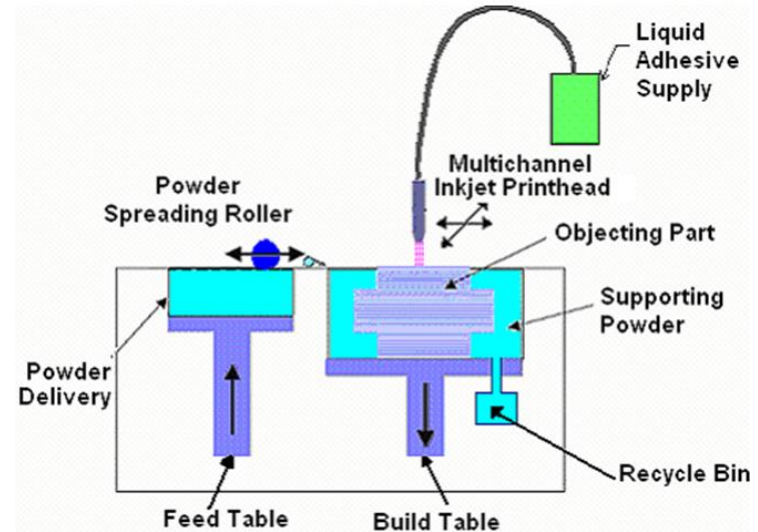 Liquid
Adhesive
Supply
Multichannel
Inkjet Printhead
Powder
Spreading Roller
Objecting Part
Supporting
Powder
Powder
Delivery
Recycle Bin
Feed Table
Build Table